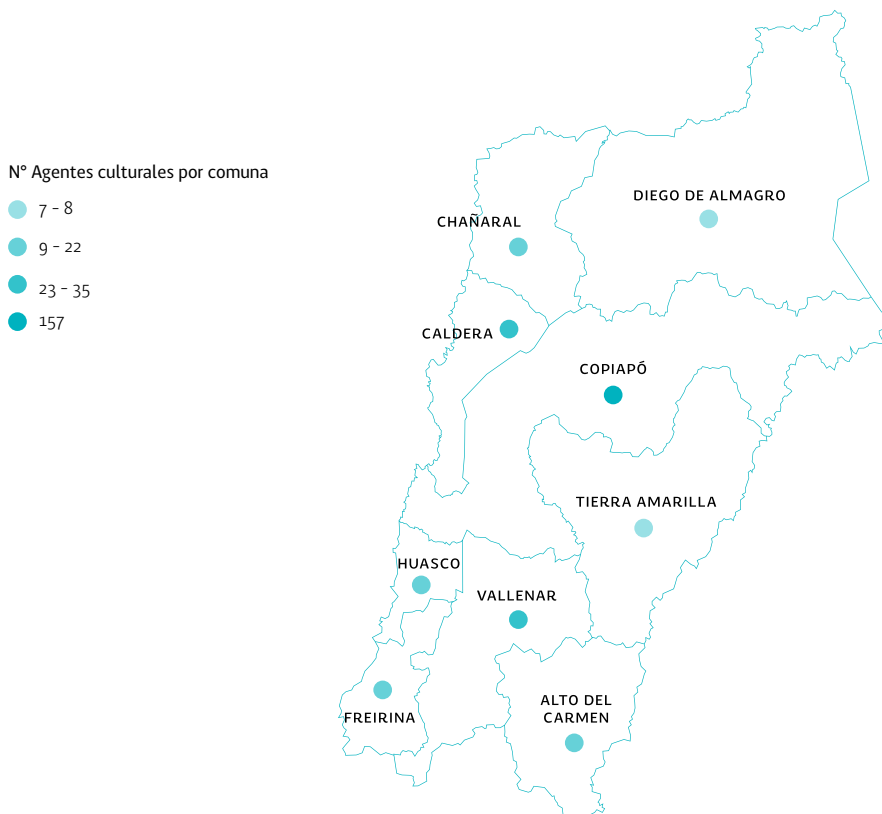 N° Agentes culturales por comuna
7 - 8
9 - 22
23 - 35
157
DIEGO DE ALMAGRO
CHAÑARAL
CALDERA
COPIAPÓ
TIERRA AMARILLA
HUASCO
VALLENAR
ALTO DEL
CARMEN
FREIRINA